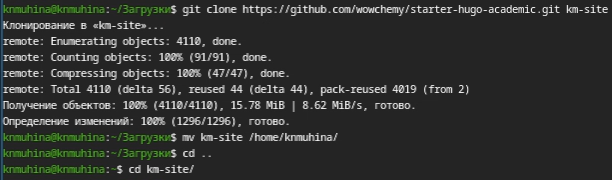 knmuhina@knmuhina:~/Загрузки$ git clone https://github.com/wowchemy/starter-hugo-academic.git km-site
Клонирование в «km-site»...
remote: Enumerating objects: 4110, done.
remote: Counting objects: 100% (91/91), done.
remote: Compressing objects: 100% (47/47), done.
remote: Total 4110 (delta 56), reused 44 (delta 44), pack-reused 4019 (from 2)
Получение объектов: 100% (4110/4110), 15.78 MiB | 8.62 MiB/s, готово.
Определение изменений: 100% (1296/1296), готово.
knmuhina@knmuhina:~/Загрузки$ mv km-site /home/knmuhina/
knmuhina@knmuhina:~/Загрузки$ cd ..
knmuhina@knmuhina:~$ cd km-site/